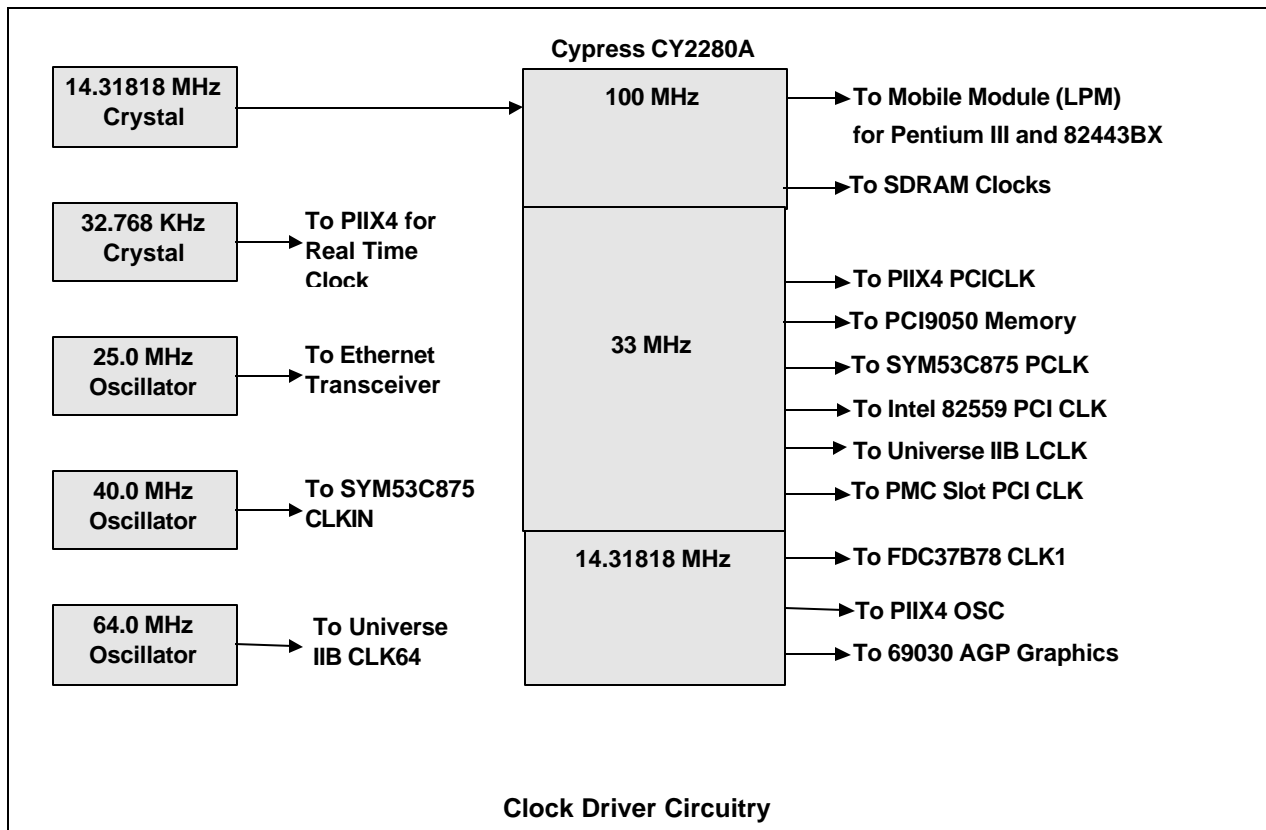 Cypress CY2280A
14.31818 MHz
Crystal
100 MHz
To Mobile Module (LPM)
for Pentium III and 82443BX
To SDRAM Clocks
32.768 KHz
Crystal
To PIIX4 for
Real Time
Clock
33 MHz
To PIIX4 PCICLK
To PCI9050 Memory
To SYM53C875 PCLK
To Intel 82559 PCI CLK
To Universe IIB LCLK
To PMC Slot PCI CLK
25.0 MHz
Oscillator
To Ethernet
Transceiver
40.0 MHz
Oscillator
To SYM53C875
CLKIN
14.31818 MHz
To FDC37B78 CLK1
To PIIX4 OSC
To 69030 AGP Graphics
64.0 MHz
Oscillator
To Universe
IIB CLK64
Clock Driver Circuitry